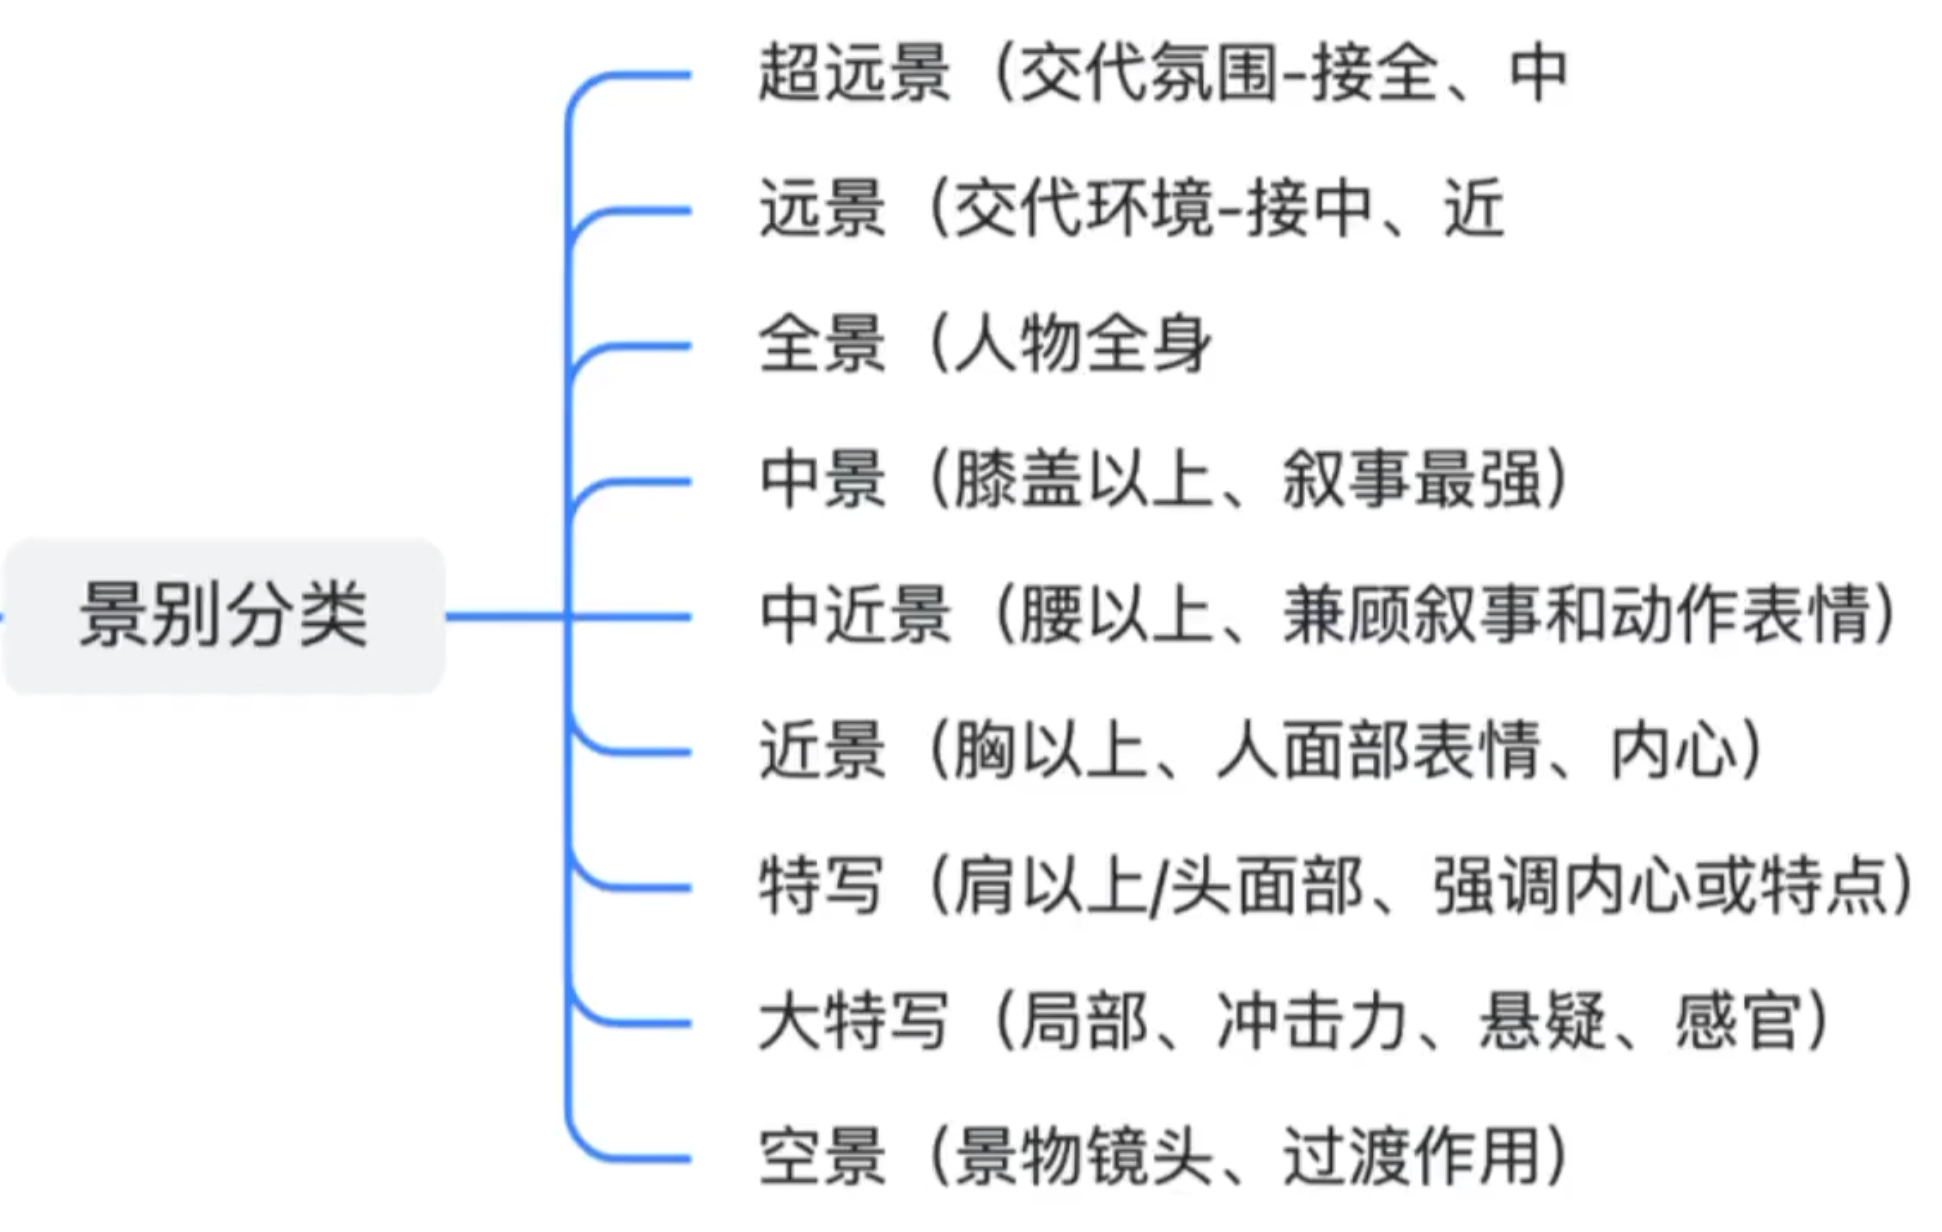 景别分类
超远景（交代氛围-接全、中
远景（交代环境-接中、近
全景（人物全身
中景（膝盖以上、叙事最强）
中近景（腰以上、兼顾叙事和动作表情）
近景（胸以上、人面部表情、内心）
特写（肩以上/头面部、强调内心或特点）
大特写（局部、冲击力、悬疑、感官）
空景（景物镜头、过渡作用）